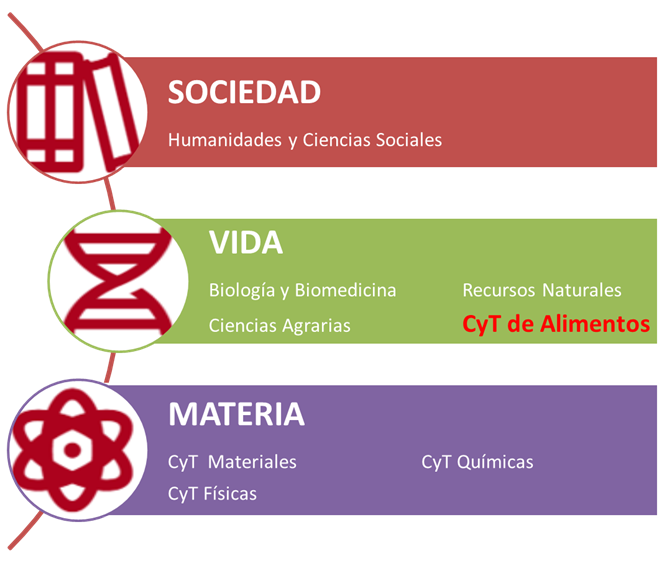 SOCIEDAD
Humanidades y Ciencias Sociales
VIDA
Biología y Biomedicina
Recursos Naturales
Ciencias Agrarias
CyT de Alimentos
MATERIA
CyT Materiales
CyT Químicas
CyT Físicas